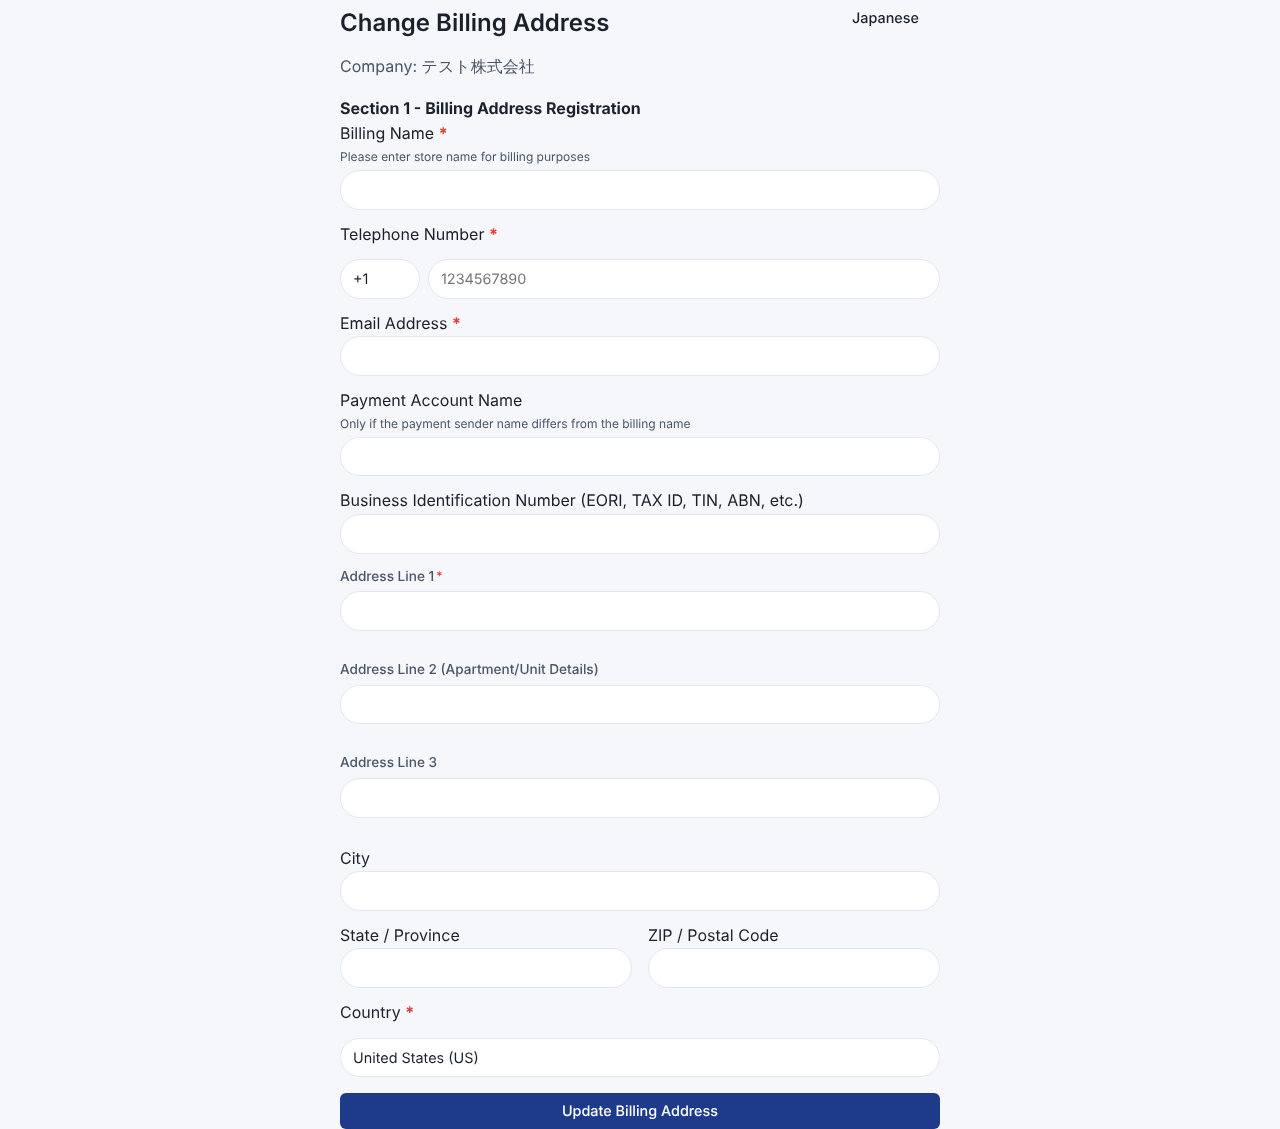 Change Billing Address
Japanese
Company: テスト株式会社
Section 1 - Billing Address Registration
Billing Name *
Please enter store name for billing purposes
Telephone Number *
+1
1234567890
Email Address *
Payment Account Name
Only if the payment sender name differs from the billing name
Business Identification Number (EORI, TAX ID, TIN, ABN, etc.)
Address Line 1*
Address Line 2 (Apartment/Unit Details)
Address Line 3
City
State / Province
ZIP / Postal Code
Country *
United States (US)
Update Billing Address